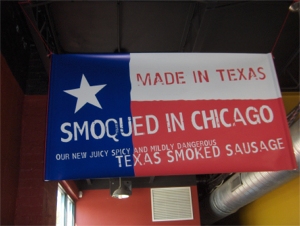 MADE IN TEXAS
SMOQUED IN CHICAGO
OUR NEW JUICY SPICY AND MILDLY DANGEROUS
TEXAS SMOKED SAUSAGE